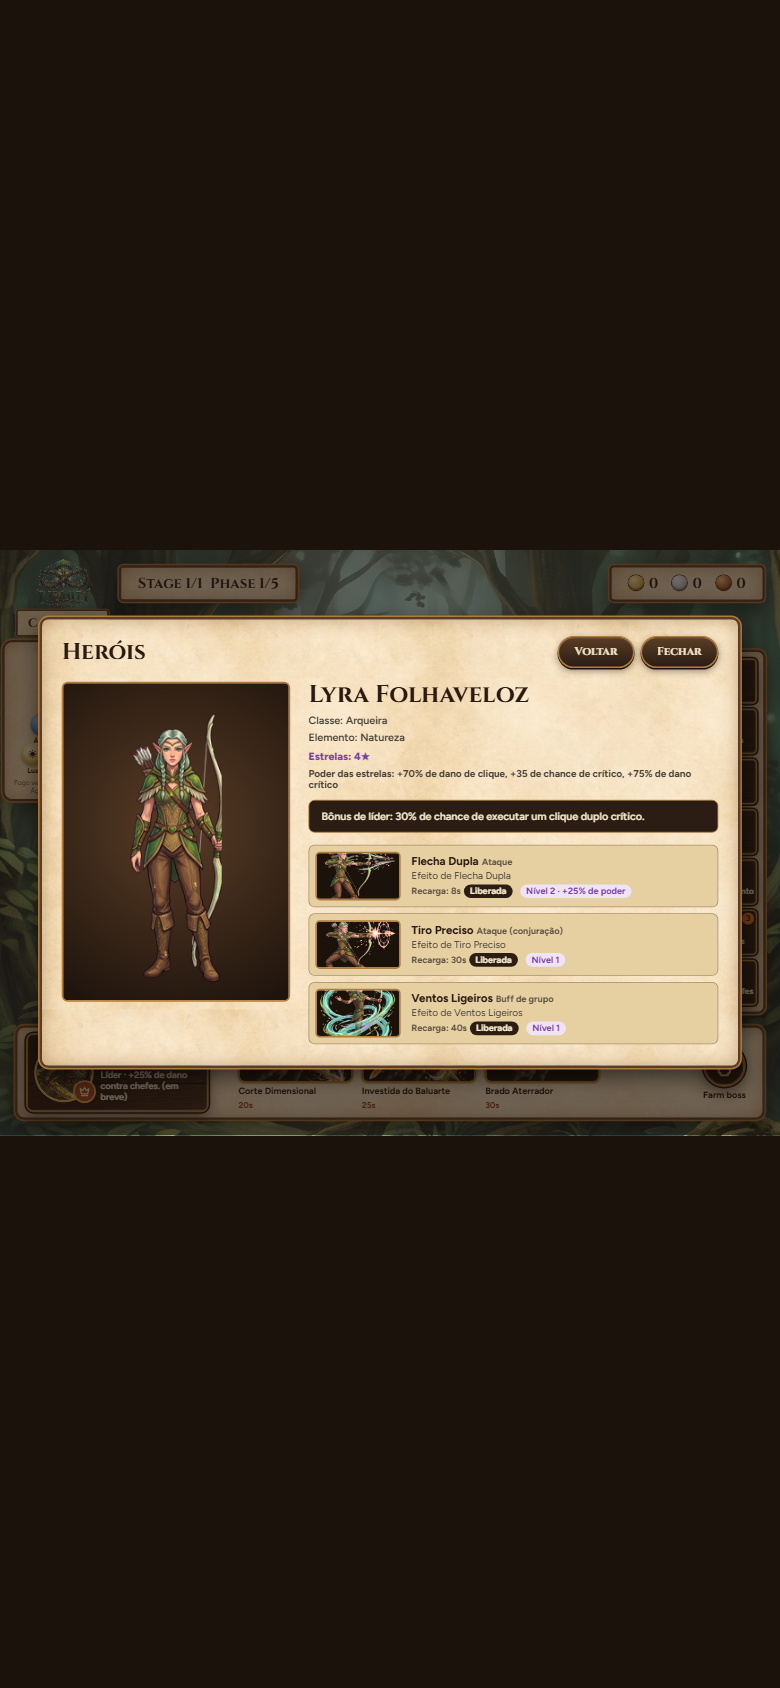 Stage 1/1 Phase 1/5
0 0 0
Heróis
Voltar
Fechar
Lyra Folhaveloz
Classe: Arqueira
Elemento: Natureza
Estrelas: 4★
Poder das estrelas: +70% de dano de clique, +35 de chance de crítico, +75% de dano
crítico
Bônus de líder: 30% de chance de executar um clique duplo crítico.
Flecha Dupla Ataque
Efeito de Flecha Dupla
Recarga: 8s Liberada Nível 2 · +25% de poder
Tiro Preciso Ataque (conjuração)
Efeito de Tiro Preciso
Recarga: 30s Liberada Nível 1
Ventos Ligeiros Buff de grupo
Efeito de Ventos Ligeiros
Recarga: 40s Liberada Nível 1
3
Líder · +25% de dano
contra chefes. (em
breve)
Corte Dimensional
20s
Investida do Baluarte
25s
Brado Aterrador
30s
Farm boss